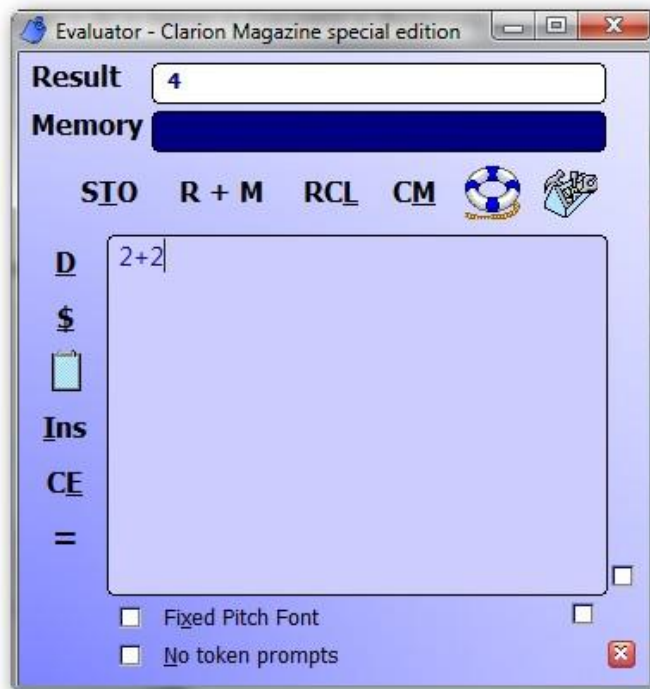 Evaluator - Clarion Magazine special edition
Result 4
Memory
STO R + M RCL CM
D 2+2
$
Ins
CE
=
Fixed Pitch Font
No token prompts